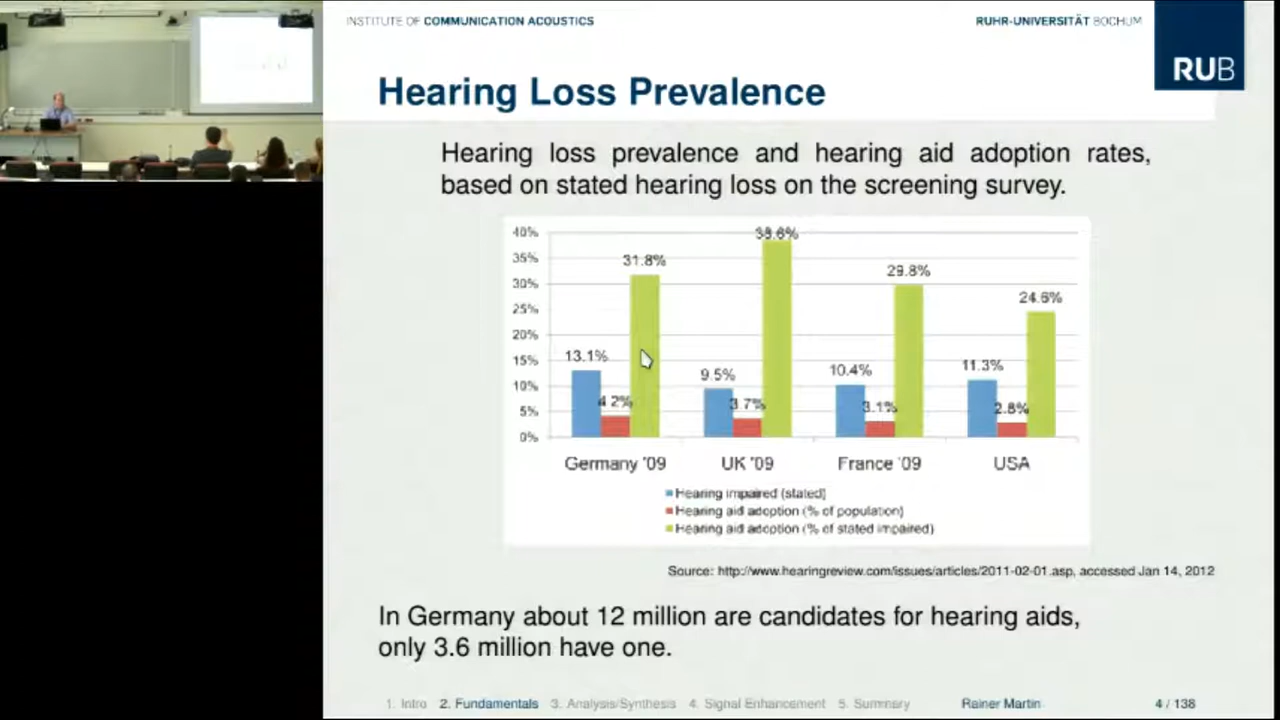 INSTITUTE OF COMMUNICATION ACOUSTICS
RUHR-UNIVERSITÄT BOCHUM
RUB
Hearing Loss Prevalence
Hearing loss prevalence and hearing aid adoption rates,
based on stated hearing loss on the screening survey.
40%
35%
30%
25%
20%
15%
10%
5%
0%
13.1%
4.2%
31.8%
9.5%
3.7%
38.6%
10.4%
3.1%
29.8%
11.3%
2.8%
24.6%
Germany '09
UK '09
France '09
USA
Hearing impaired (stated)
Hearing aid adoption (% of population)
Hearing aid adoption (% of stated impaired)
Source: http://www.hearingreview.com/issues/articles/2011-02-01.asp, accessed Jan 14, 2012
In Germany about 12 million are candidates for hearing aids,
only 3.6 million have one.
1. Intro 2. Fundamentals 3. Analysis/Synthesis 4. Signal Enhancement 5. Summary Rainer Martin 4 / 138